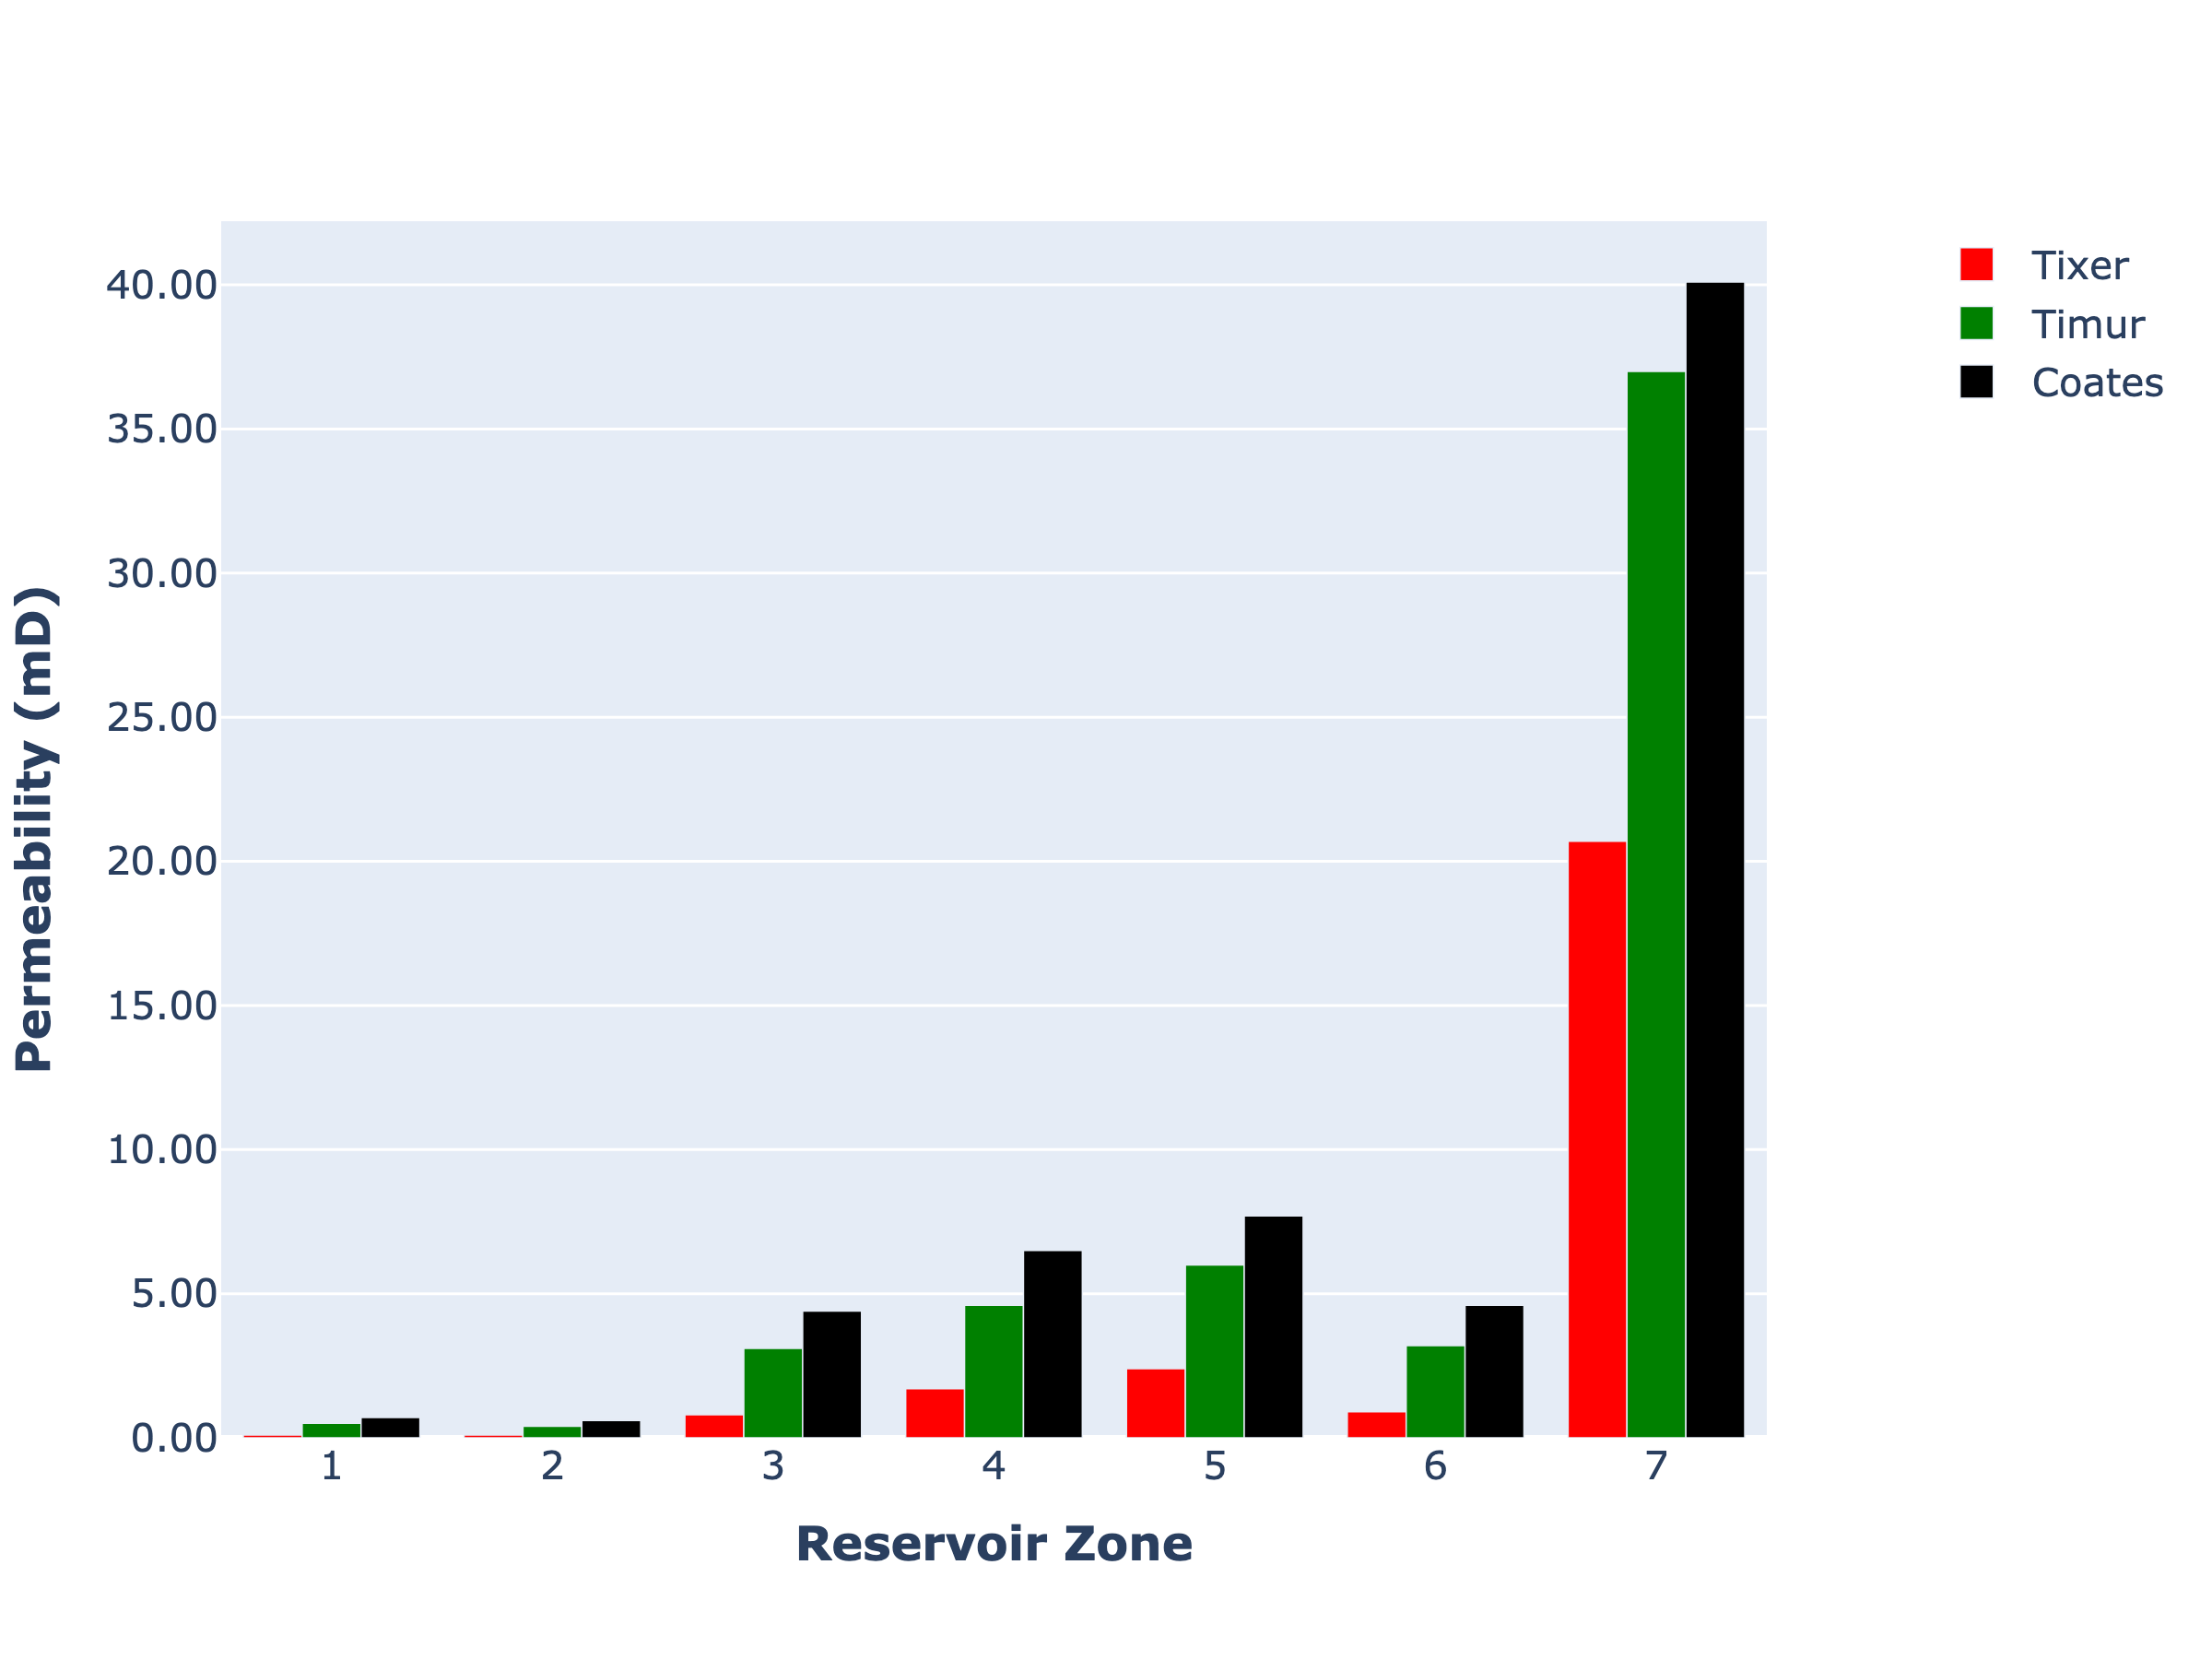 Permeability (mD)
40.00
35.00
30.00
25.00
20.00
15.00
10.00
5.00
0.00
1 2 3 4 5 6 7
Reservoir Zone
Tixer
Timur
Coates